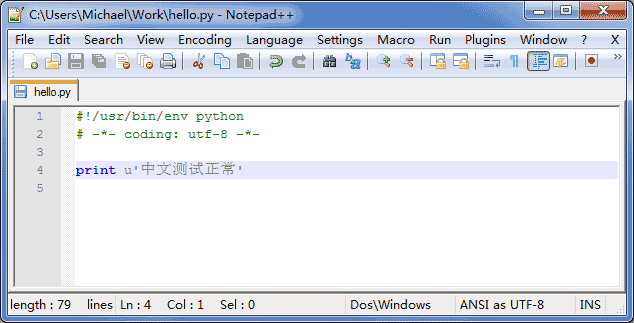 C:\Users\Michael\Work\hello.py - Notepad++
File Edit Search View Encoding Language Settings Macro Run Plugins Window ? X
hello.py
1 #!/usr/bin/env python
2 # -*- coding: utf-8 -*-
3
4 print u'中文测试正常'
5
length : 79 lines Ln : 4 Col : 1 Sel : 0 Dos\Windows ANSI as UTF-8 INS